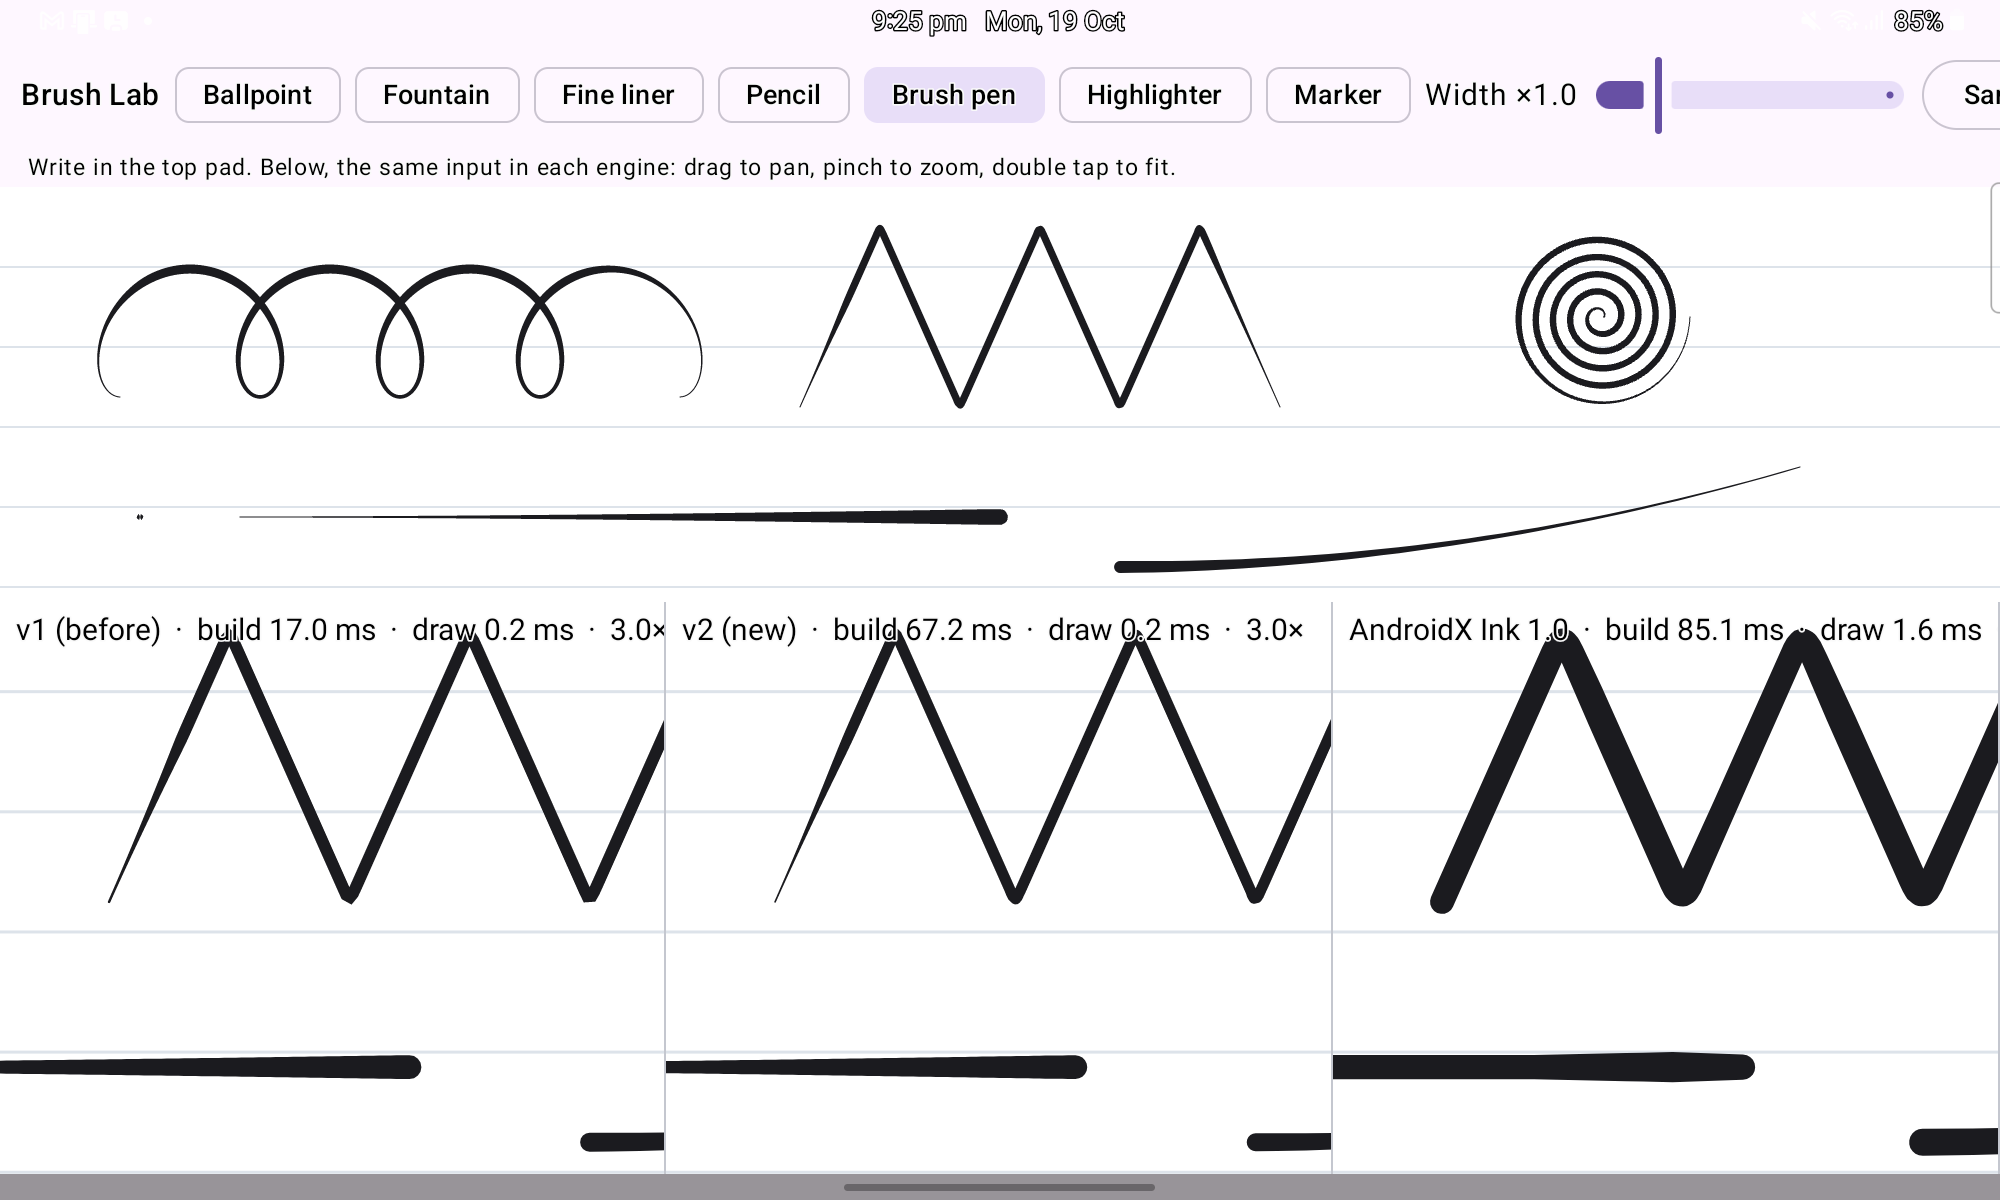 9:25 pm Mon, 19 Oct 85%
Brush Lab Ballpoint Fountain Fine liner Pencil Brush pen Highlighter Marker Width ×1.0
Write in the top pad. Below, the same input in each engine: drag to pan, pinch to zoom, double tap to fit.
v1 (before) · build 17.0 ms · draw 0.2 ms · 3.0× v2 (new) · build 67.2 ms · draw 0.2 ms · 3.0× AndroidX Ink 1.0 · build 85.1 ms · draw 1.6 ms